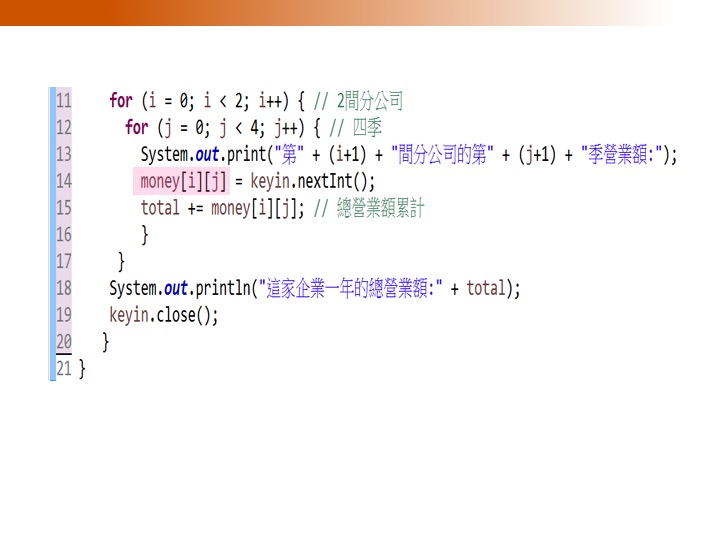 11 for (i = 0; i < 2; i++) { // 2間分公司
12 for (j = 0; j < 4; j++) { // 四季
13 System.out.print("第" + (i+1) + "間分公司的第" + (j+1) + "季營業額:");
14 money[i][j] = keyin.nextInt();
15 total += money[i][j]; // 總營業額累計
16 }
17 }
18 System.out.println("這家企業一年的總營業額:" + total);
19 keyin.close();
20 }
21 }